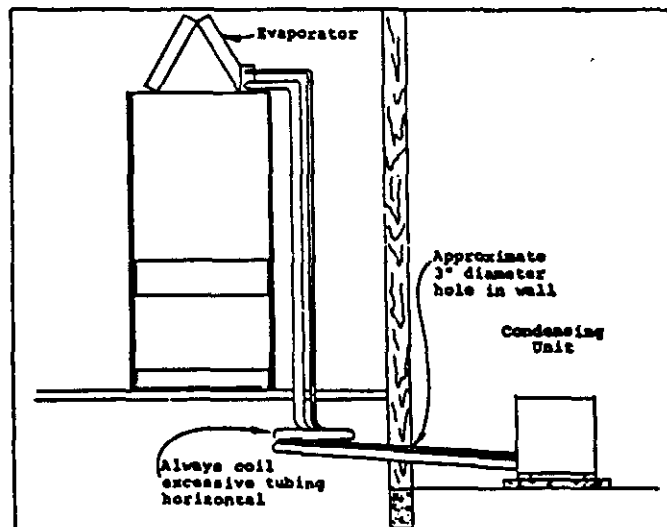 Evaporator
Approximate
3" diameter
hole in wall
Condensing
Unit
Always coil
excessive tubing
horizontal